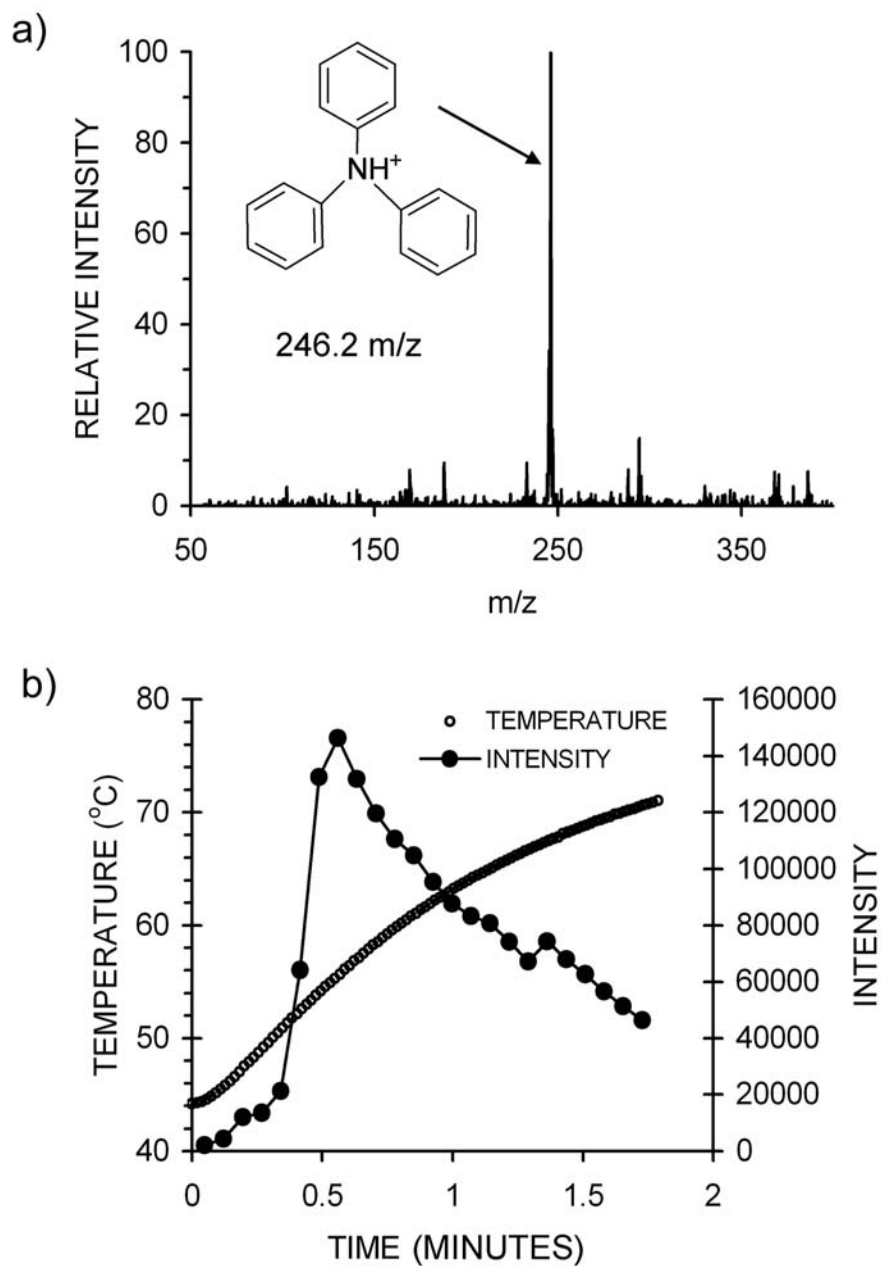 a)
RELATIVE INTENSITY
100
80
60
40
20
0
NH+
246.2 m/z
50
150
250
350
m/z
b)
TEMPERATURE (°C)
80
70
60
50
40
TEMPERATURE
INTENSITY
160000
140000
120000
100000
80000
60000
40000
20000
0
INTENSITY
0
0.5
1
1.5
2
TIME (MINUTES)